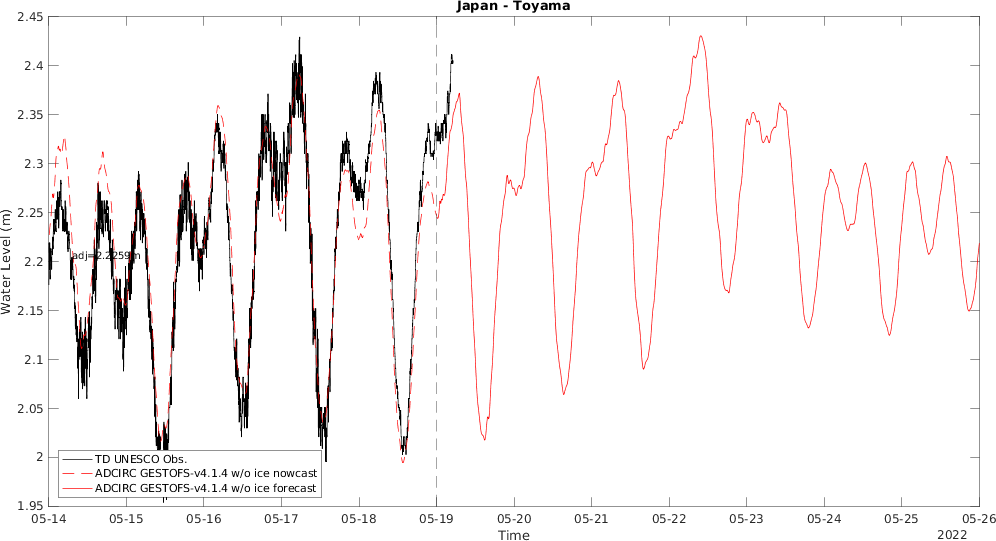 Japan - Toyama
2.45
2.4
2.35
2.3
2.25
2.2
2.15
2.1
2.05
2
1.95
Water Level (m)
adj=2.2259m
TD UNESCO Obs.
ADCIRC GESTOFS-v4.1.4 w/o ice nowcast
ADCIRC GESTOFS-v4.1.4 w/o ice forecast
05-14 05-15 05-16 05-17 05-18 05-19 05-20 05-21 05-22 05-23 05-24 05-25 05-26
Time
2022